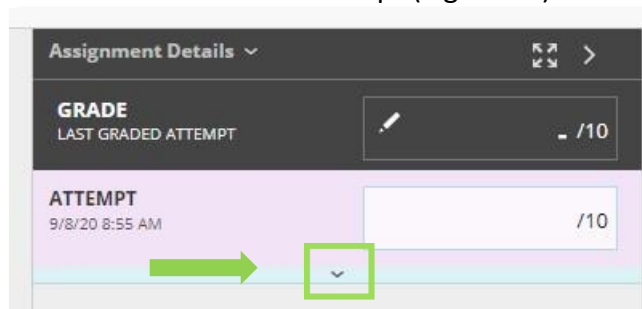 Assignment Details
GRADE
LAST GRADED ATTEMPT
- /10
ATTEMPT
9/8/20 8:55 AM
/10